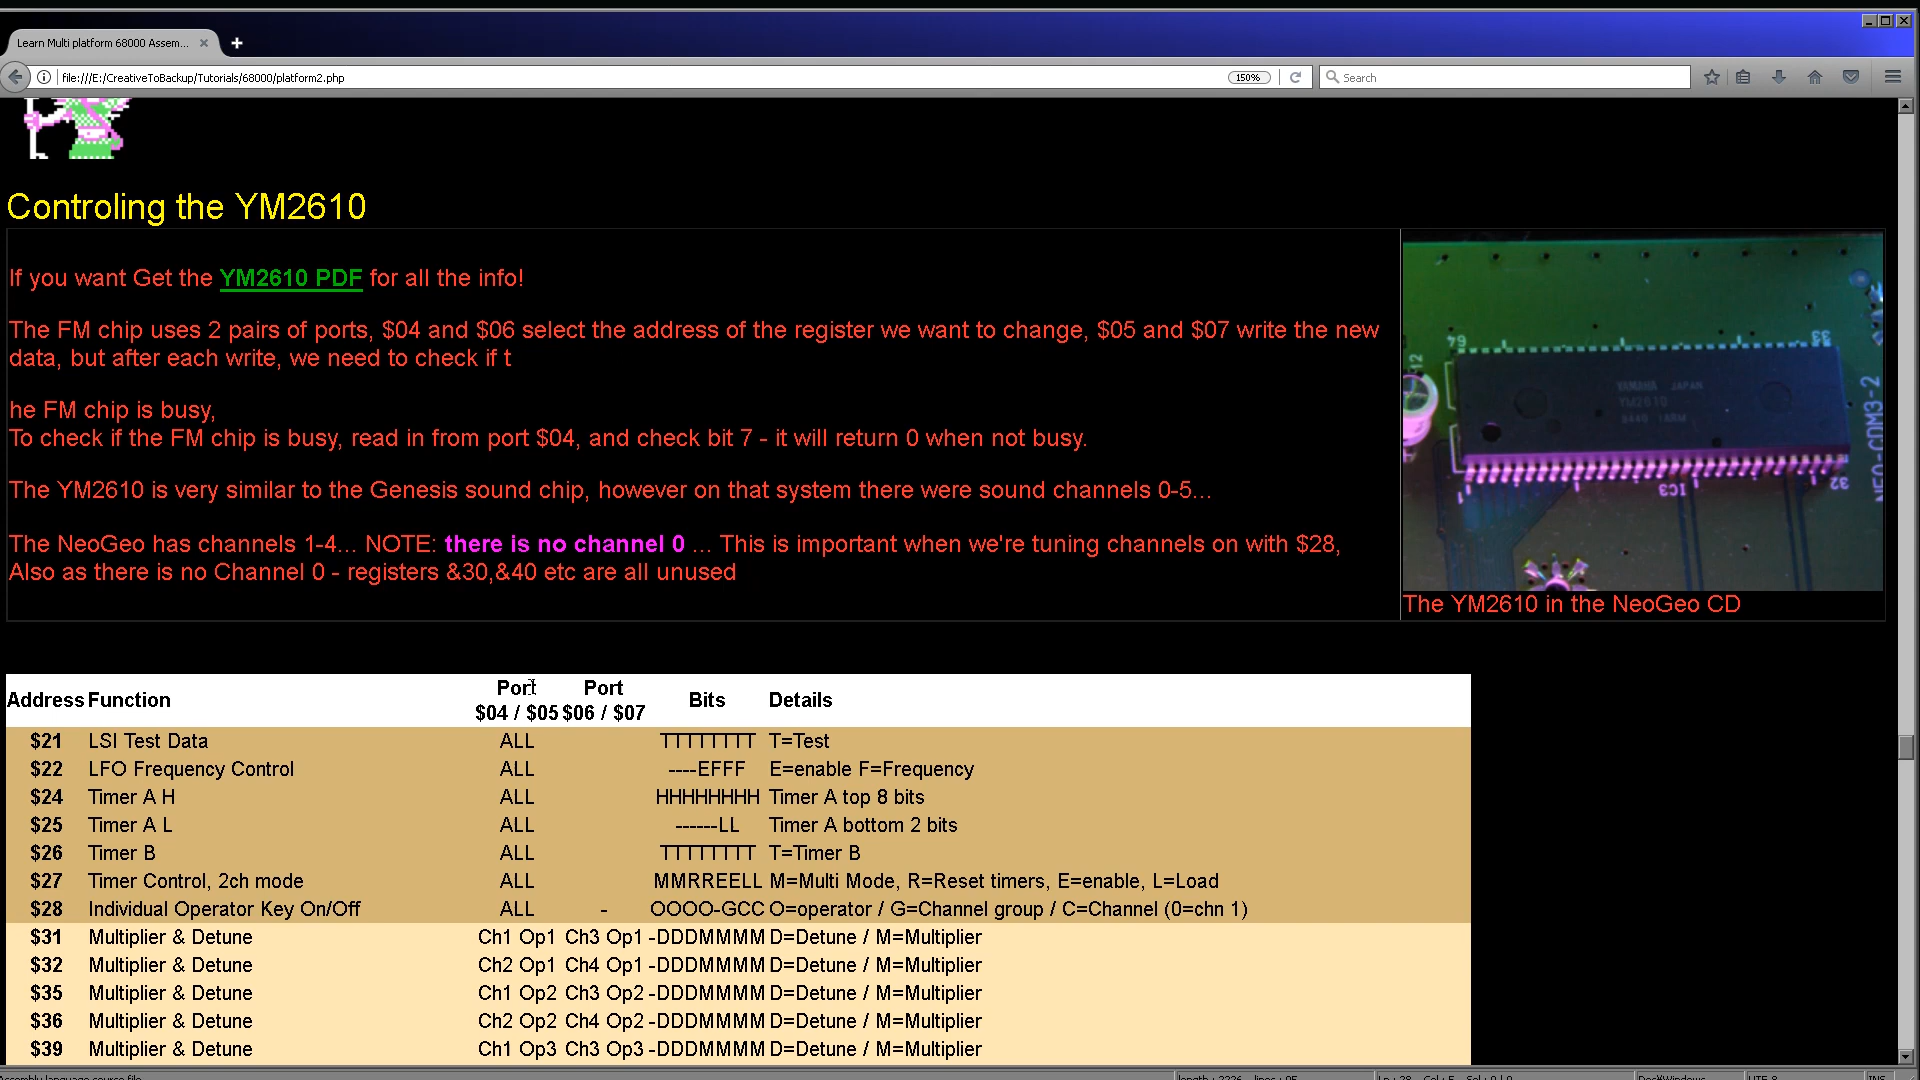 Learn Multi platform 68000 Assem...
file:///E:/CreativeToBackup/Tutorials/68000/platform2.php
150%
Search
Controling the YM2610
If you want Get the YM2610 PDF for all the info!
The FM chip uses 2 pairs of ports, $04 and $06 select the address of the register we want to change, $05 and $07 write the new
data, but after each write, we need to check if t
he FM chip is busy,
To check if the FM chip is busy, read in from port $04, and check bit 7 - it will return 0 when not busy.
The YM2610 is very similar to the Genesis sound chip, however on that system there were sound channels 0-5...
The NeoGeo has channels 1-4... NOTE: there is no channel 0 ... This is important when we're tuning channels on with $28,
Also as there is no Channel 0 - registers &30,&40 etc are all unused
64
33
YAMAHA JAPAN
YM2610
NEO-CDM3-2
12
1
IC3
32
The YM2610 in the NeoGeo CD
Address Function Port $04 / $05 Port $06 / $07 Bits Details
$21 LSI Test Data ALL TTTTTTTT T=Test
$22 LFO Frequency Control ALL ----EFFF E=enable F=Frequency
$24 Timer A H ALL HHHHHHHH Timer A top 8 bits
$25 Timer A L ALL ------LL Timer A bottom 2 bits
$26 Timer B ALL TTTTTTTT T=Timer B
$27 Timer Control, 2ch mode ALL MMRREELL M=Multi Mode, R=Reset timers, E=enable, L=Load
$28 Individual Operator Key On/Off ALL - OOOO-GCC O=operator / G=Channel group / C=Channel (0=chn 1)
$31 Multiplier & Detune Ch1 Op1 Ch3 Op1 -DDDMMMM D=Detune / M=Multiplier
$32 Multiplier & Detune Ch2 Op1 Ch4 Op1 -DDDMMMM D=Detune / M=Multiplier
$35 Multiplier & Detune Ch1 Op2 Ch3 Op2 -DDDMMMM D=Detune / M=Multiplier
$36 Multiplier & Detune Ch2 Op2 Ch4 Op2 -DDDMMMM D=Detune / M=Multiplier
$39 Multiplier & Detune Ch1 Op3 Ch3 Op3 -DDDMMMM D=Detune / M=Multiplier